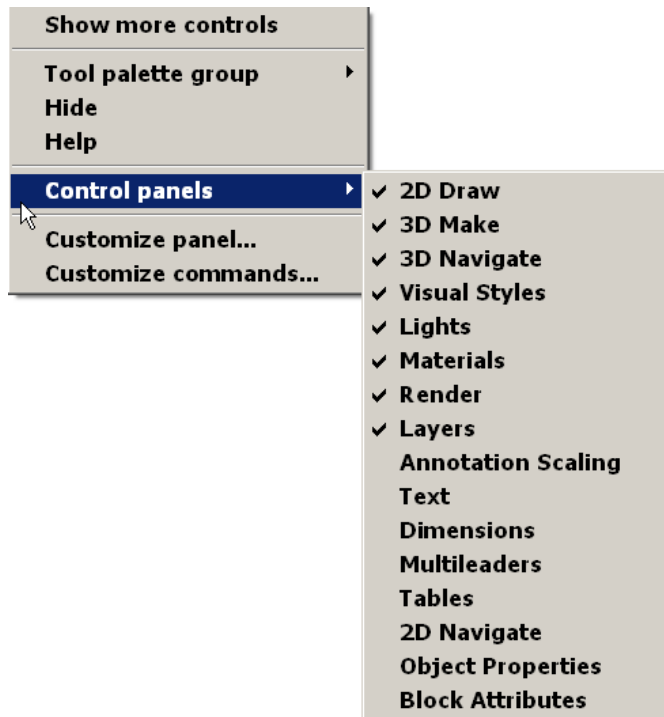 Show more controls
Tool palette group
Hide
Help
Control panels
Customize panel...
Customize commands...
2D Draw
3D Make
3D Navigate
Visual Styles
Lights
Materials
Render
Layers
Annotation Scaling
Text
Dimensions
Multileaders
Tables
2D Navigate
Object Properties
Block Attributes